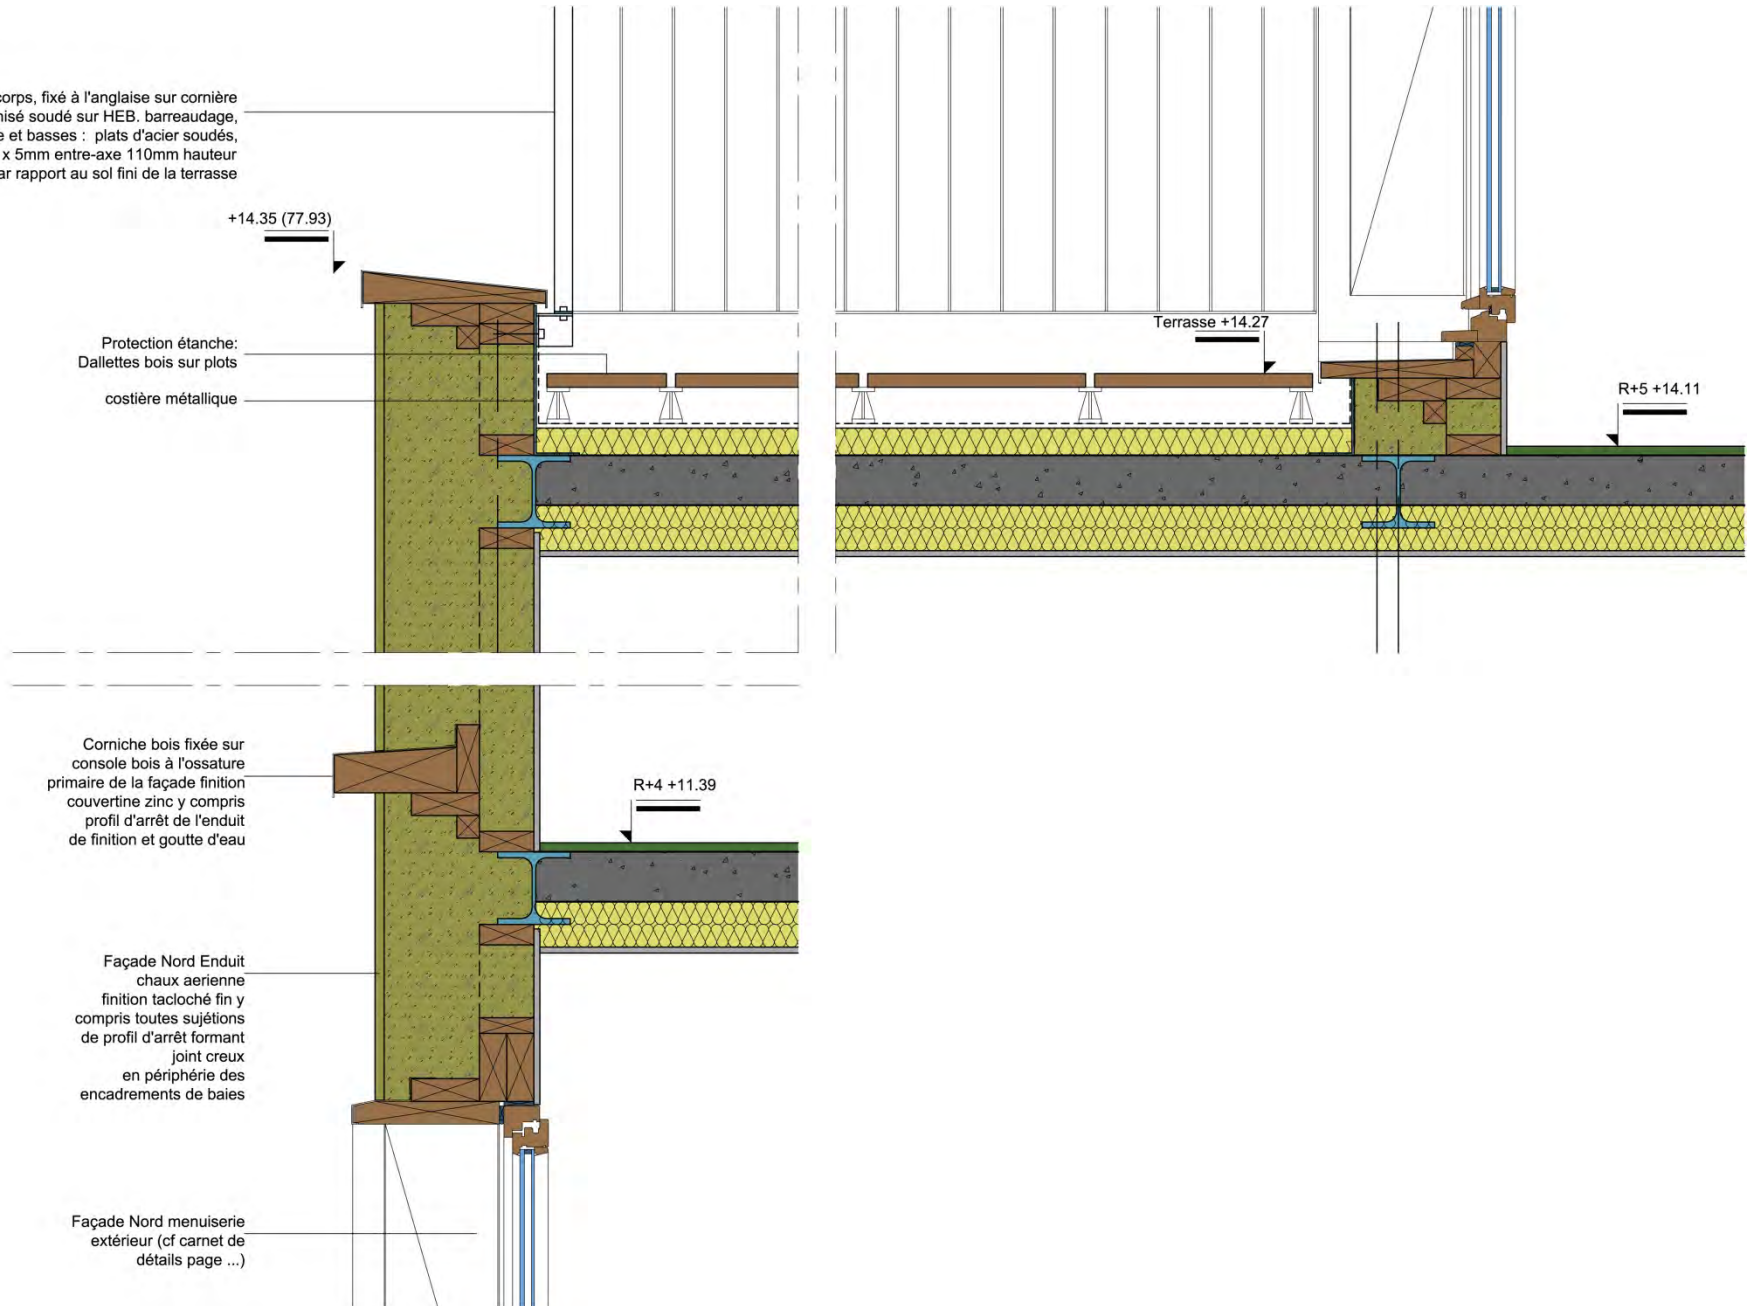 corps, fixé à l'anglaise sur cornière
soudé sur HEB. barreaudage,
e et basses : plats d'acier soudés,
x 5mm entre-axe 110mm hauteur
par rapport au sol fini de la terrasse
+14.35 (77.93)
Protection étanche:
Dallettes bois sur plots
costière métallique
Terrasse +14.27
R+5 +14.11
Corniche bois fixée sur
console bois à l'ossature
primaire de la façade finition
couvertine zinc y compris
profil d'arrêt de l'enduit
de finition et goutte d'eau
R+4 +11.39
Façade Nord Enduit
chaux aerienne
finition tacloché fin y
compris toutes sujétions
de profil d'arrêt formant
joint creux
en périphérie des
encadrements de baies
Façade Nord menuiserie
extérieur (cf carnet de
détails page ...)